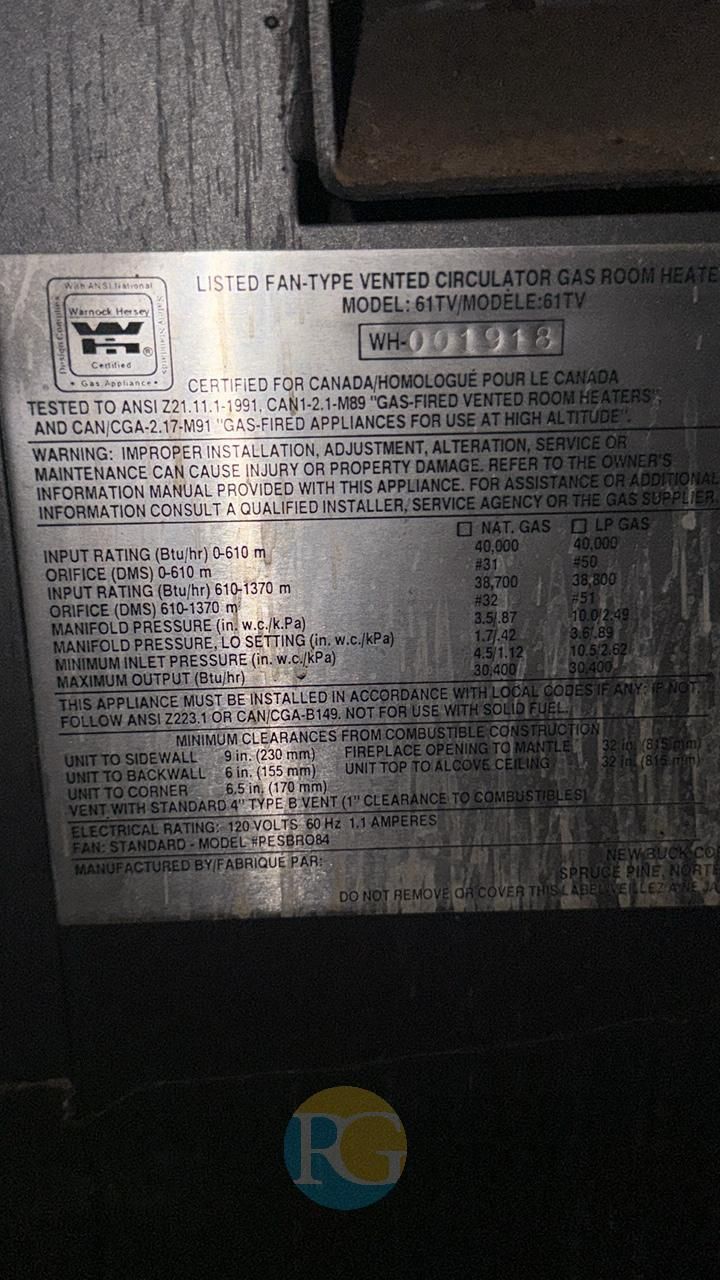 With ANSI National
Design Complies
Safety Standards
Warnock Hersey
WH®
Certified
• Gas Appliance •
LISTED FAN-TYPE VENTED CIRCULATOR GAS ROOM HEATE
MODEL: 61TV/MODÈLE:61TV
WH-001918
CERTIFIED FOR CANADA/HOMOLOGUÉ POUR LE CANADA
TESTED TO ANSI Z21.11.1-1991, CAN1-2.1-M89 "GAS-FIRED VENTED ROOM HEATERS",
AND CAN/CGA-2.17-M91 "GAS-FIRED APPLIANCES FOR USE AT HIGH ALTITUDE".
WARNING: IMPROPER INSTALLATION, ADJUSTMENT, ALTERATION, SERVICE OR
MAINTENANCE CAN CAUSE INJURY OR PROPERTY DAMAGE. REFER TO THE OWNER'S
INFORMATION MANUAL PROVIDED WITH THIS APPLIANCE. FOR ASSISTANCE OR ADDITIONAL
INFORMATION CONSULT A QUALIFIED INSTALLER, SERVICE AGENCY OR THE GAS SUPPLIER.
NAT. GAS LP GAS
INPUT RATING (Btu/hr) 0-610 m 40,000 40,000
ORIFICE (DMS) 0-610 m #31 #50
INPUT RATING (Btu/hr) 610-1370 m 38,700 38,800
ORIFICE (DMS) 610-1370 m #32 #51
MANIFOLD PRESSURE (in. w.c./k.Pa) 3.5/.87 10.0/2.49
MANIFOLD PRESSURE, LO SETTING (in. w.c./kPa) 1.7/.42 3.6/.89
MINIMUM INLET PRESSURE (in. w.c./kPa) 4.5/1.12 10.5/2.62
MAXIMUM OUTPUT (Btu/hr) 30,400 30,400
THIS APPLIANCE MUST BE INSTALLED IN ACCORDANCE WITH LOCAL CODES IF ANY: IF NOT,
FOLLOW ANSI Z223.1 OR CAN/CGA-B149. NOT FOR USE WITH SOLID FUEL.
MINIMUM CLEARANCES FROM COMBUSTIBLE CONSTRUCTION
UNIT TO SIDEWALL 9 in. (230 mm) FIREPLACE OPENING TO MANTLE 32 in. (815 mm)
UNIT TO BACKWALL 6 in. (155 mm) UNIT TOP TO ALCOVE CEILING 32 in. (815 mm)
UNIT TO CORNER 6.5 in. (170 mm)
VENT WITH STANDARD 4" TYPE B VENT (1" CLEARANCE TO COMBUSTIBLES)
ELECTRICAL RATING: 120 VOLTS 60 Hz 1.1 AMPERES
FAN: STANDARD - MODEL #PESBRO84
MANUFACTURED BY/FABRIQUE PAR:
NEW BUCK CO
SPRUCE PINE, NORT
DO NOT REMOVE OR COVER THIS LABEL/VEILLEZ A NE JA
RG